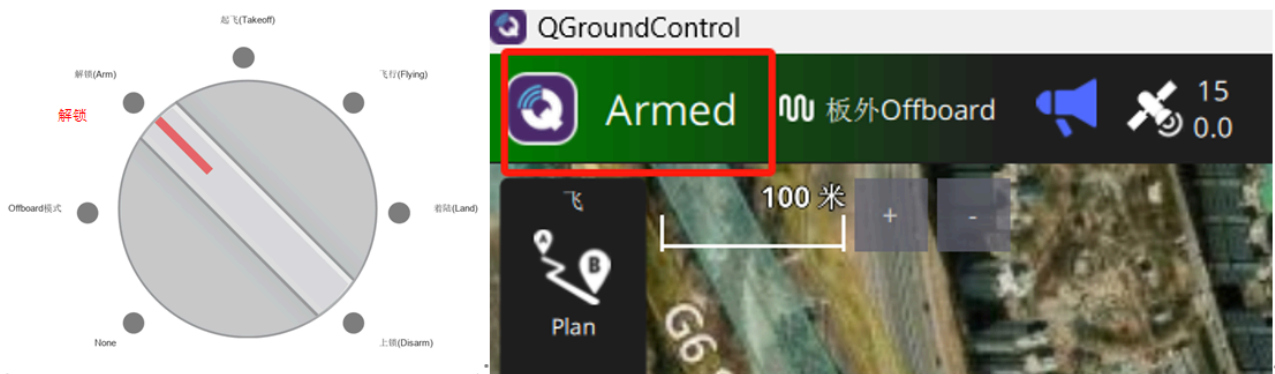 起飞(Takeoff)
解锁(Arm)
飞行(Flying)
解锁
Offboard模式
着陆(Land)
None
上锁(Disarm)
QGroundControl
Armed
板外Offboard
15
0.0
飞
100 米
+
-
A
B
Plan
G6